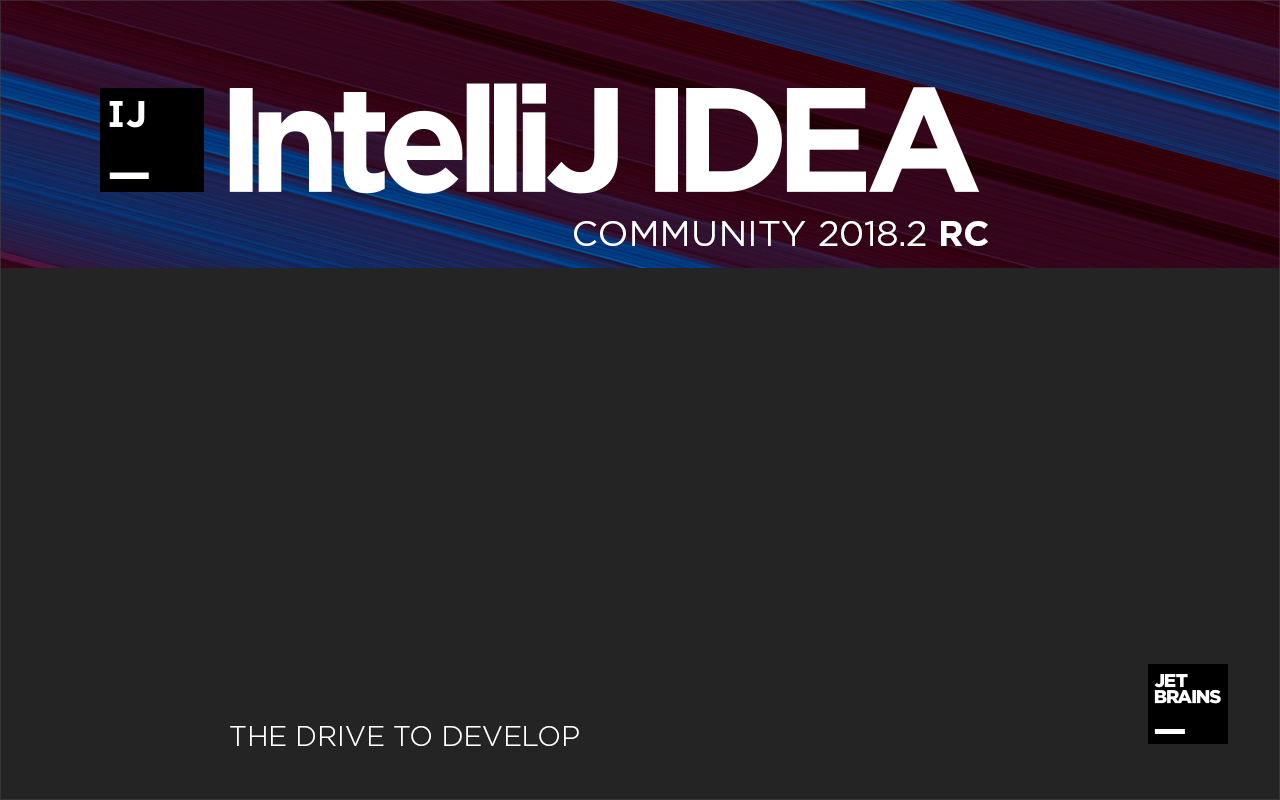 IJ
IntelliJ IDEA
COMMUNITY 2018.2 RC
JET
BRAINS
THE DRIVE TO DEVELOP